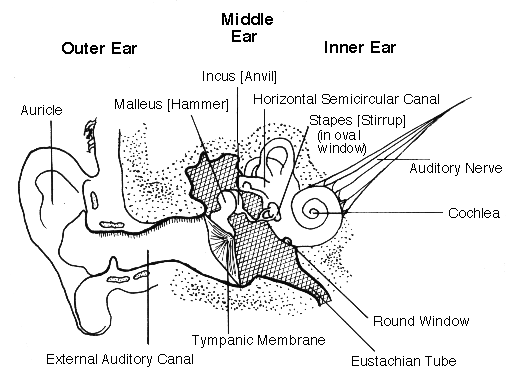 Middle
Ear
Outer Ear
Inner Ear
Incus [Anvil]
Auricle
Malleus [Hammer]
Horizontal Semicircular Canal
Stapes [Stirrup]
(in oval
window)
Auditory Nerve
Cochlea
Round Window
Tympanic Membrane
External Auditory Canal
Eustachian Tube